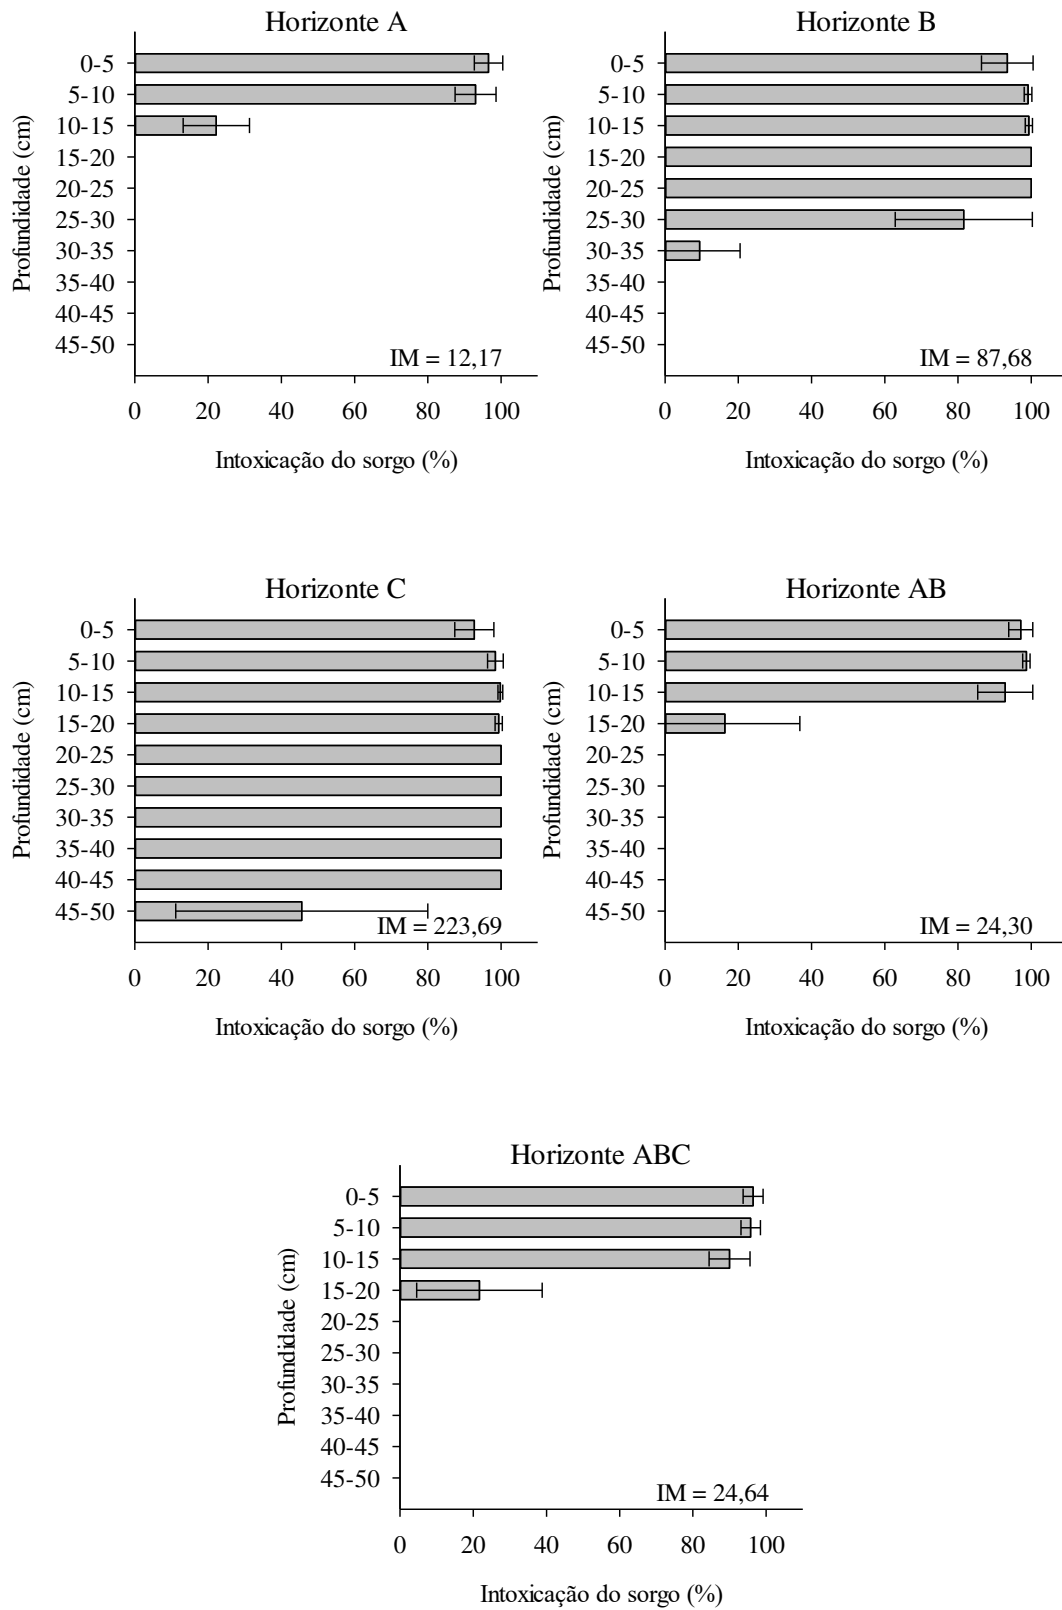 Horizonte A
Profundidade (cm)
0-5
5-10
10-15
15-20
20-25
25-30
30-35
35-40
40-45
45-50
IM = 12,17
0 20 40 60 80 100
Intoxicação do sorgo (%)
Horizonte B
Profundidade (cm)
0-5
5-10
10-15
15-20
20-25
25-30
30-35
35-40
40-45
45-50
IM = 87,68
0 20 40 60 80 100
Intoxicação do sorgo (%)
Horizonte C
Profundidade (cm)
0-5
5-10
10-15
15-20
20-25
25-30
30-35
35-40
40-45
45-50
IM = 223,69
0 20 40 60 80 100
Intoxicação do sorgo (%)
Horizonte AB
Profundidade (cm)
0-5
5-10
10-15
15-20
20-25
25-30
30-35
35-40
40-45
45-50
IM = 24,30
0 20 40 60 80 100
Intoxicação do sorgo (%)
Horizonte ABC
Profundidade (cm)
0-5
5-10
10-15
15-20
20-25
25-30
30-35
35-40
40-45
45-50
IM = 24,64
0 20 40 60 80 100
Intoxicação do sorgo (%)